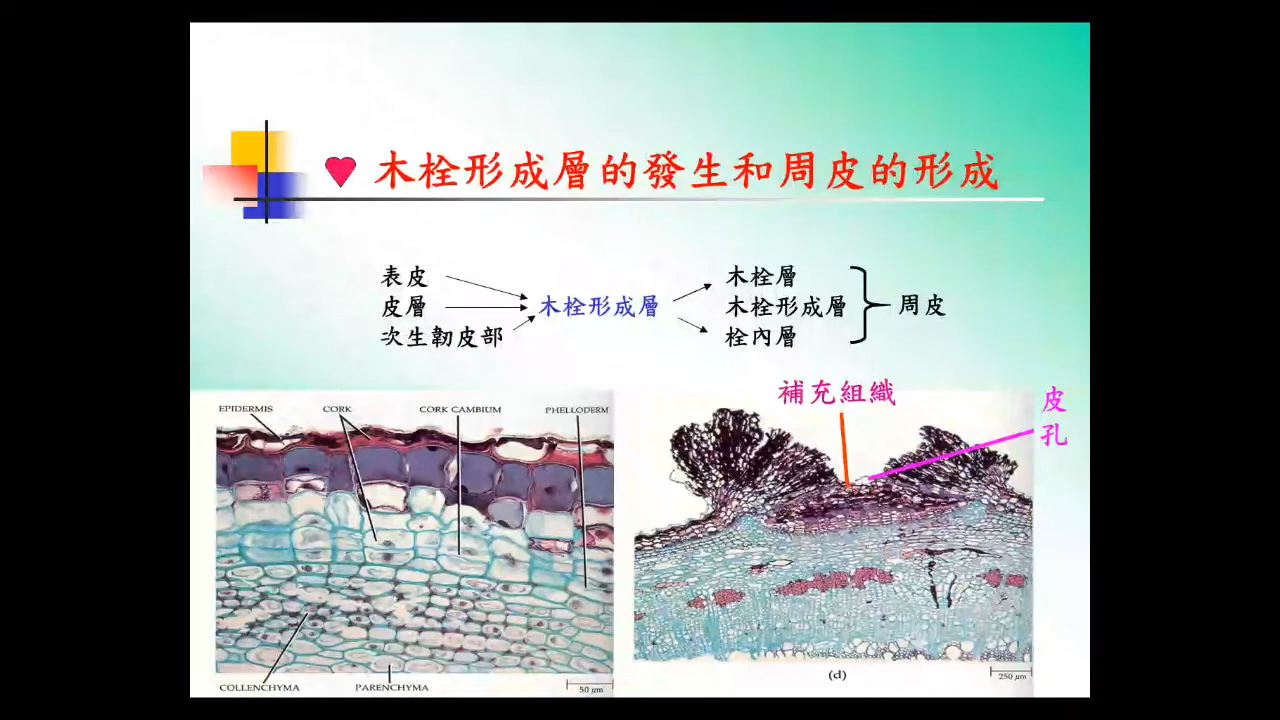 木栓形成層的發生和周皮的形成
表皮
皮層
次生韌皮部
木栓形成層
木栓層
木栓形成層
栓內層
周皮
補充組織
皮孔
EPIDERMIS
CORK
CORK CAMBIUM
PHELLODERM
COLLENCHYMA
PARENCHYMA
50 μm
(d)
250 μm